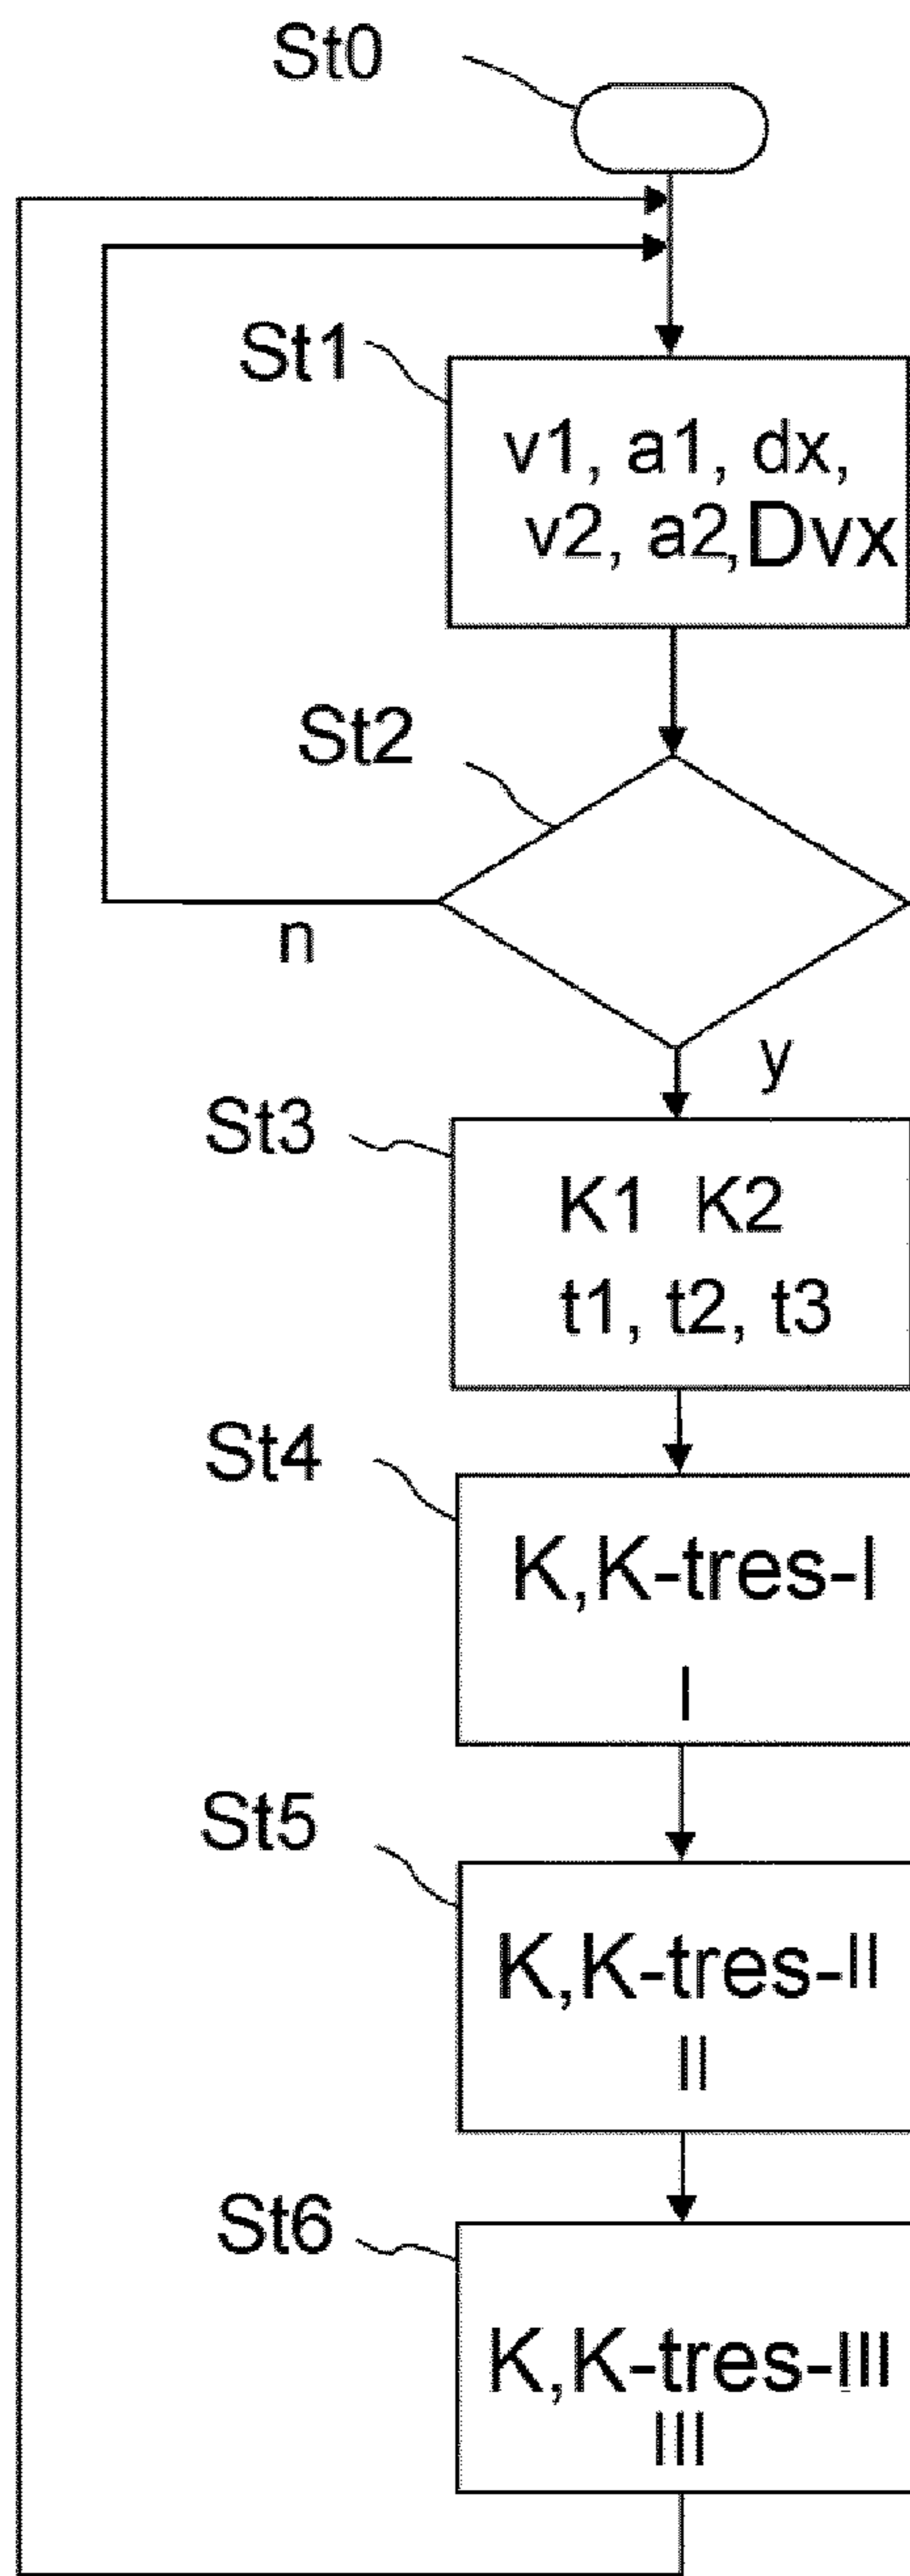 St0
St1
v1, a1, dx,
v2, a2,Dvx
St2
n
y
St3
K1 K2
t1, t2, t3
St4
K,K-tres-I
I
St5
K,K-tres-II
II
St6
K,K-tres-III
III